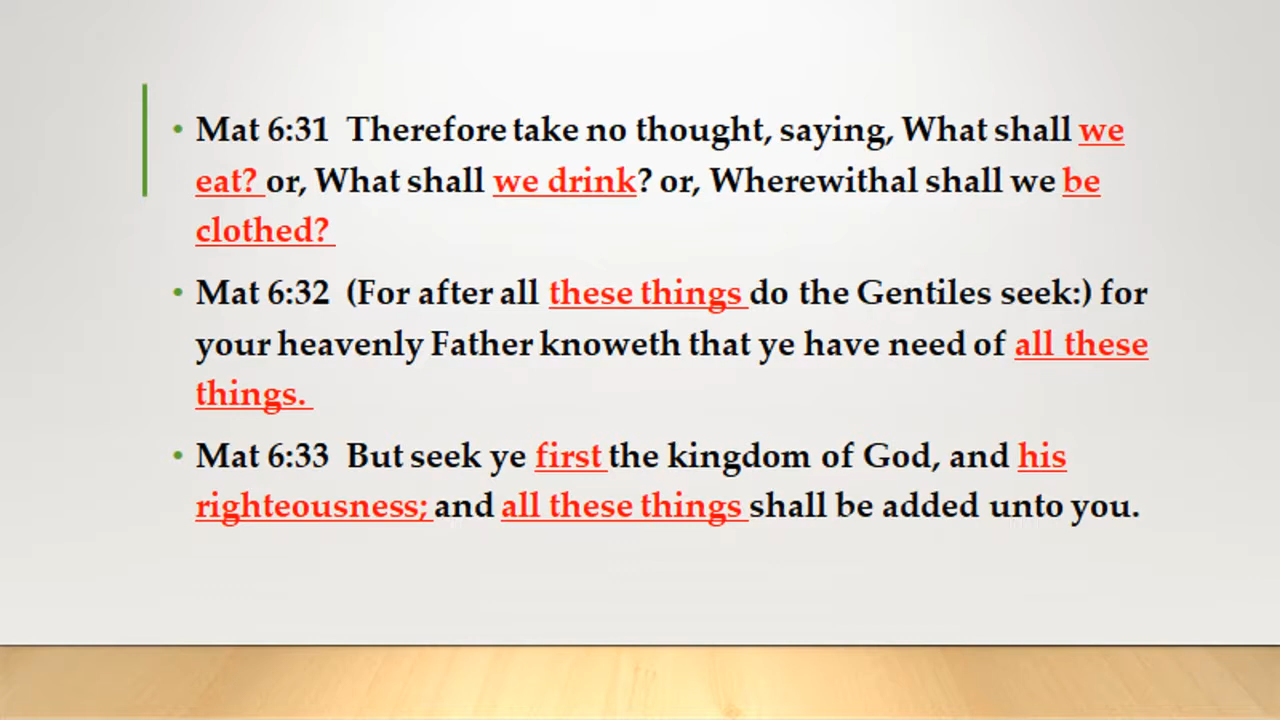 • Mat 6:31 Therefore take no thought, saying, What shall we
eat? or, What shall we drink? or, Wherewithal shall we be
clothed?
• Mat 6:32 (For after all these things do the Gentiles seek:) for
your heavenly Father knoweth that ye have need of all these
things.
• Mat 6:33 But seek ye first the kingdom of God, and his
righteousness; and all these things shall be added unto you.